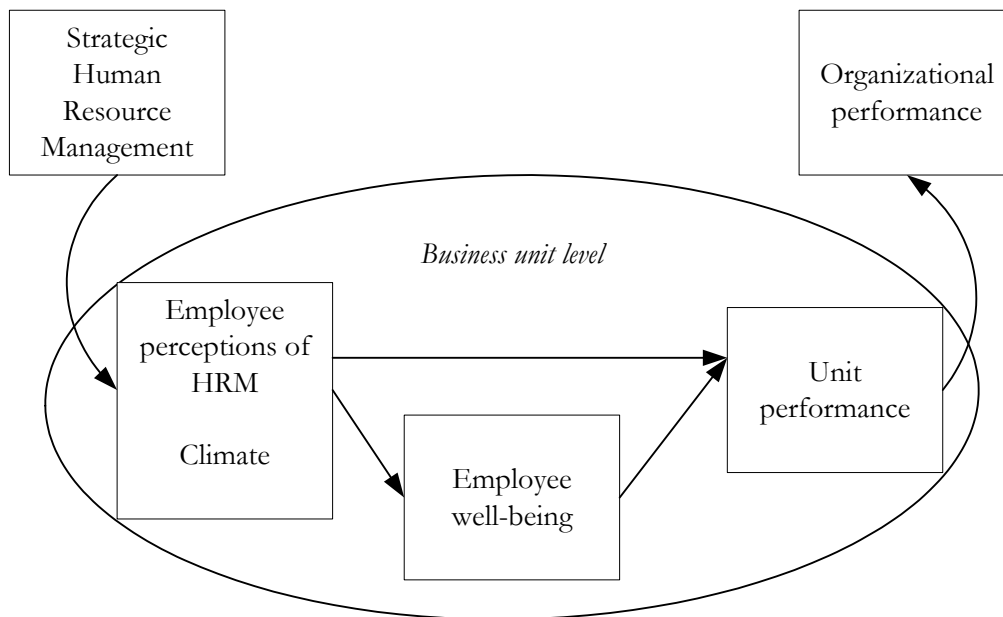 Strategic
Human
Resource
Management
Organizational
performance
Business unit level
Employee
perceptions of
HRM
Climate
Unit
performance
Employee
well-being